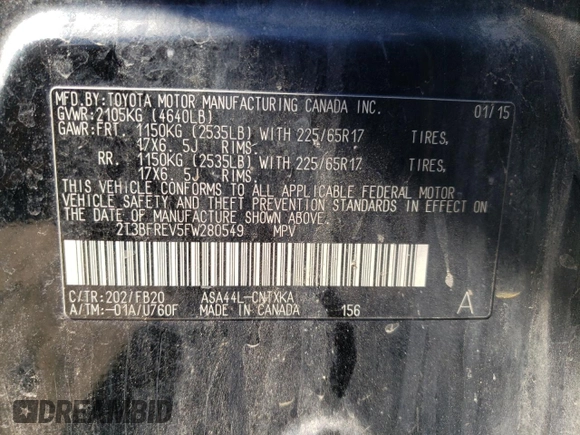 MFD.BY:TOYOTA MOTOR MANUFACTURING CANADA INC. 01/15
GVWR:2105KG (4640LB)
GAWR:FRT. 1150KG (2535LB) WITH 225/65R17 TIRES,
17X6. 5J RIMS
RR. 1150KG (2535LB) WITH 225/65R17 TIRES,
17X6. 5J RIMS
THIS VEHICLE CONFORMS TO ALL APPLICABLE FEDERAL MOTOR
VEHICLE SAFETY AND THEFT PREVENTION STANDARDS IN EFFECT ON
THE DATE OF MANUFACTURE SHOWN ABOVE.
2T3BFREV5FW280549 MPV
C/TR:202/FB20 ASA44L-CNTXKA A
A/TM:-01A/U760F MADE IN CANADA 156
DREAMBID